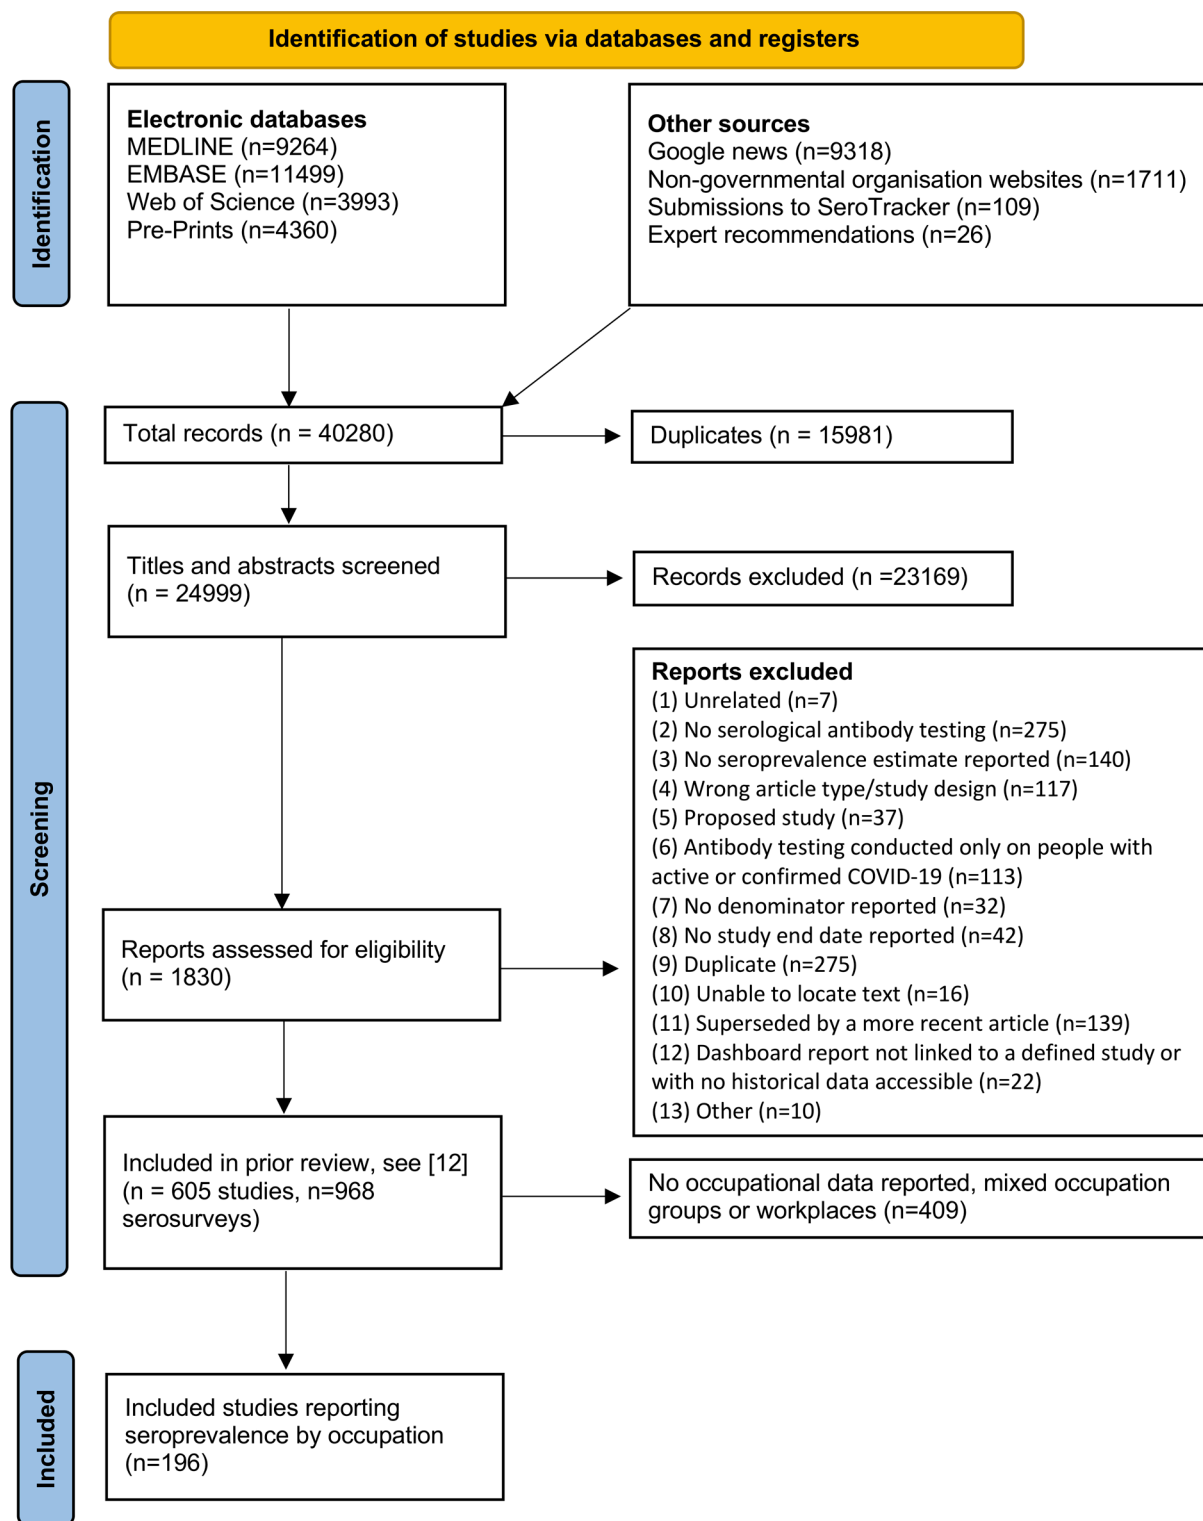 Identification of studies via databases and registers
Identification
Electronic databases
MEDLINE (n=9264)
EMBASE (n=11499)
Web of Science (n=3993)
Pre-Prints (n=4360)
Other sources
Google news (n=9318)
Non-governmental organisation websites (n=1711)
Submissions to SeroTracker (n=109)
Expert recommendations (n=26)
Screening
Total records (n = 40280)
Duplicates (n = 15981)
Titles and abstracts screened
(n = 24999)
Records excluded (n =23169)
Reports assessed for eligibility
(n = 1830)
Reports excluded
(1) Unrelated (n=7)
(2) No serological antibody testing (n=275)
(3) No seroprevalence estimate reported (n=140)
(4) Wrong article type/study design (n=117)
(5) Proposed study (n=37)
(6) Antibody testing conducted only on people with
active or confirmed COVID-19 (n=113)
(7) No denominator reported (n=32)
(8) No study end date reported (n=42)
(9) Duplicate (n=275)
(10) Unable to locate text (n=16)
(11) Superseded by a more recent article (n=139)
(12) Dashboard report not linked to a defined study or
with no historical data accessible (n=22)
(13) Other (n=10)
Included in prior review, see [12]
(n = 605 studies, n=968
serosurveys)
No occupational data reported, mixed occupation
groups or workplaces (n=409)
Included
Included studies reporting
seroprevalence by occupation
(n=196)